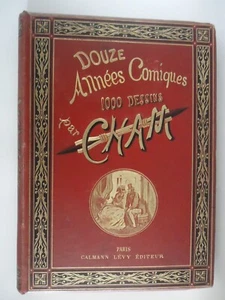 DOUZE
Années Comiques
1000 DESSINS
par
CHAM
PARIS
CALMANN LÉVY ÉDITEUR